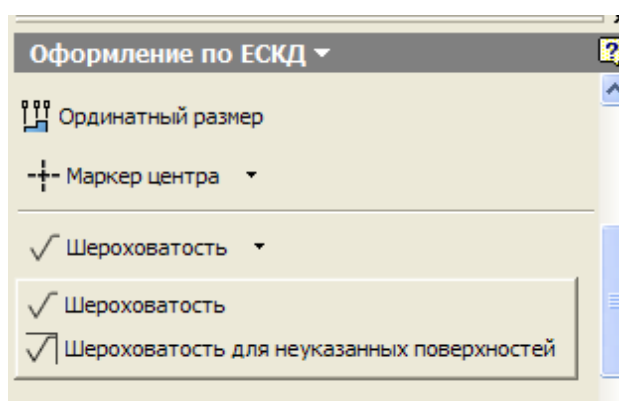 Оформление по ЕСКД
?
Ординатный размер
Маркер центра
Шероховатость
Шероховатость
Шероховатость для неуказанных поверхностей